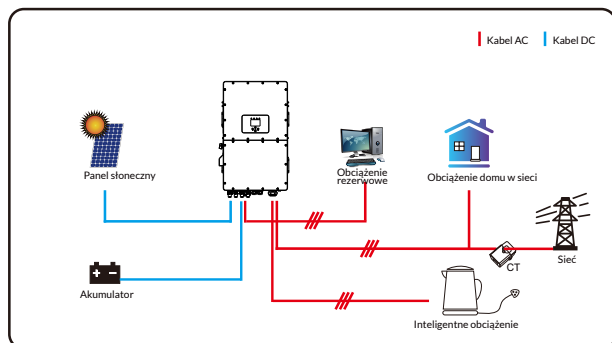 Kabel AC
Kabel DC
Panel słoneczny
Obciążenie
rezerwowe
Obciążenie domu w sieci
CT
Sieć
Akumulator
Inteligentne obciążenie